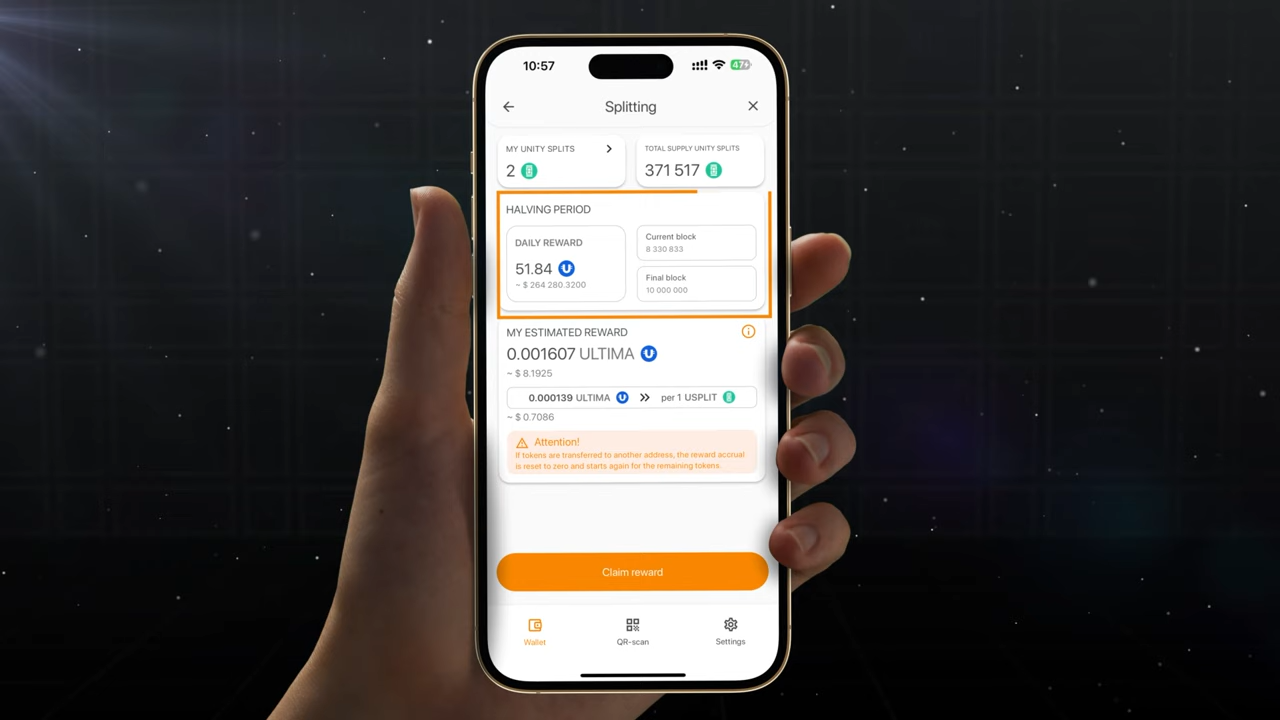 10:57
47
Splitting
MY UNITY SPLITS
2
TOTAL SUPPLY UNITY SPLITS
371 517
HALVING PERIOD
DAILY REWARD
51.84
~ $ 264 280.3200
Current block
8 330 833
Final block
10 000 000
MY ESTIMATED REWARD
0.001607 ULTIMA
~ $ 8.1925
0.000139 ULTIMA
per 1 USPLIT
~ $ 0.7086
Attention!
If tokens are transferred to another address, the reward accrual
is reset to zero and starts again for the remaining tokens.
Claim reward
Wallet
QR-scan
Settings